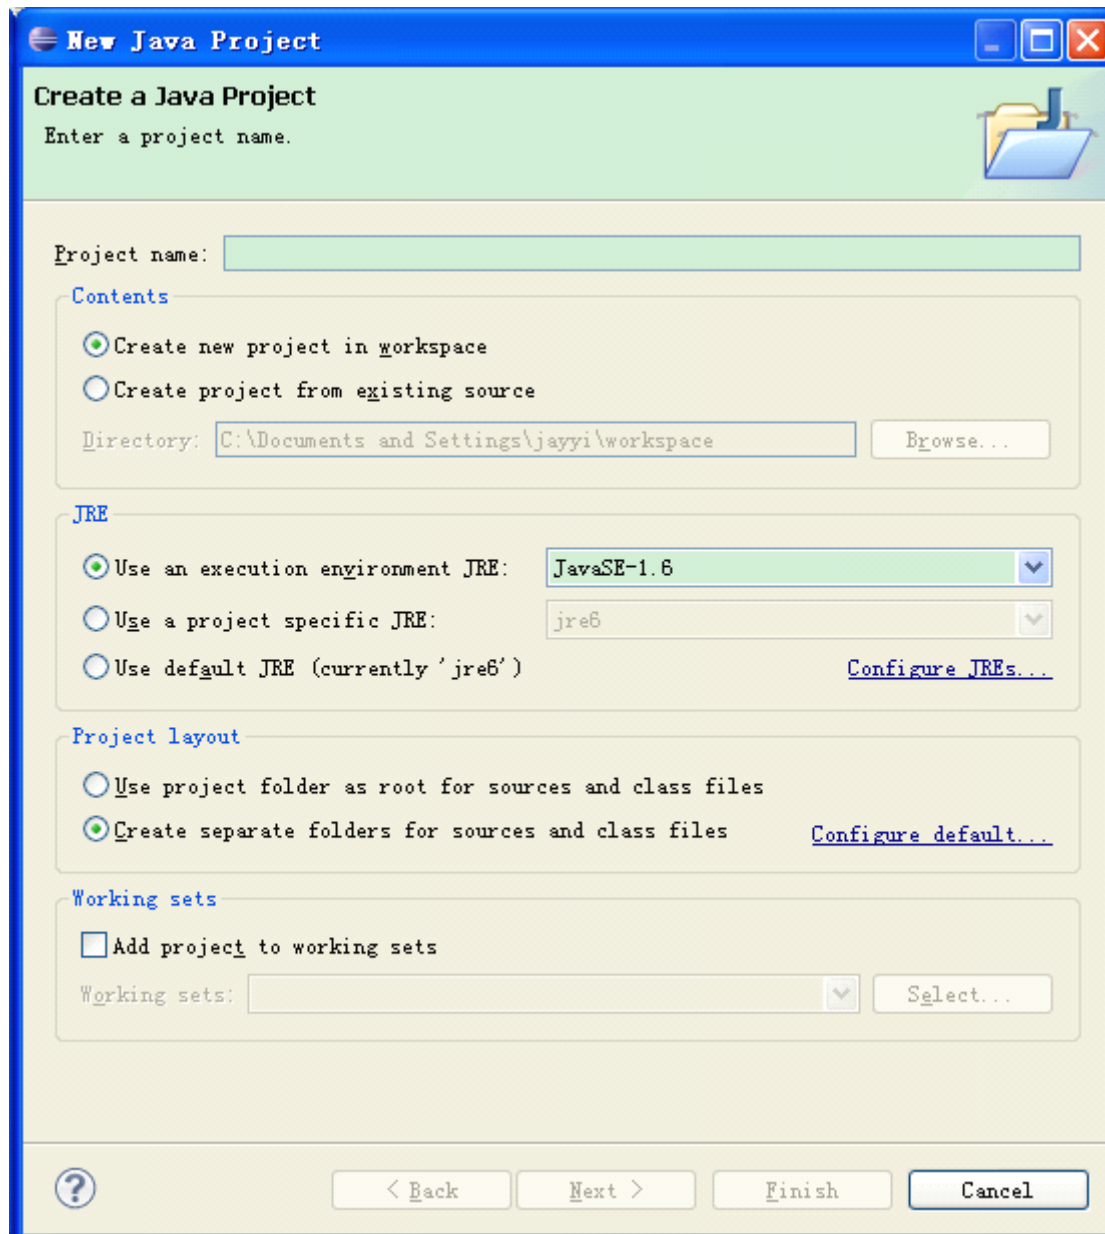 New Java Project
Create a Java Project
Enter a project name.
Project name:
Contents
Create new project in workspace
Create project from existing source
Directory: C:\Documents and Settings\jayyi\workspace Browse...
JRE
Use an execution environment JRE: JavaSE-1.6
Use a project specific JRE: jre6
Use default JRE (currently 'jre6') Configure JREs...
Project layout
Use project folder as root for sources and class files
Create separate folders for sources and class files Configure default...
Working sets
Add project to working sets
Working sets: Select...
? < Back Next > Finish Cancel